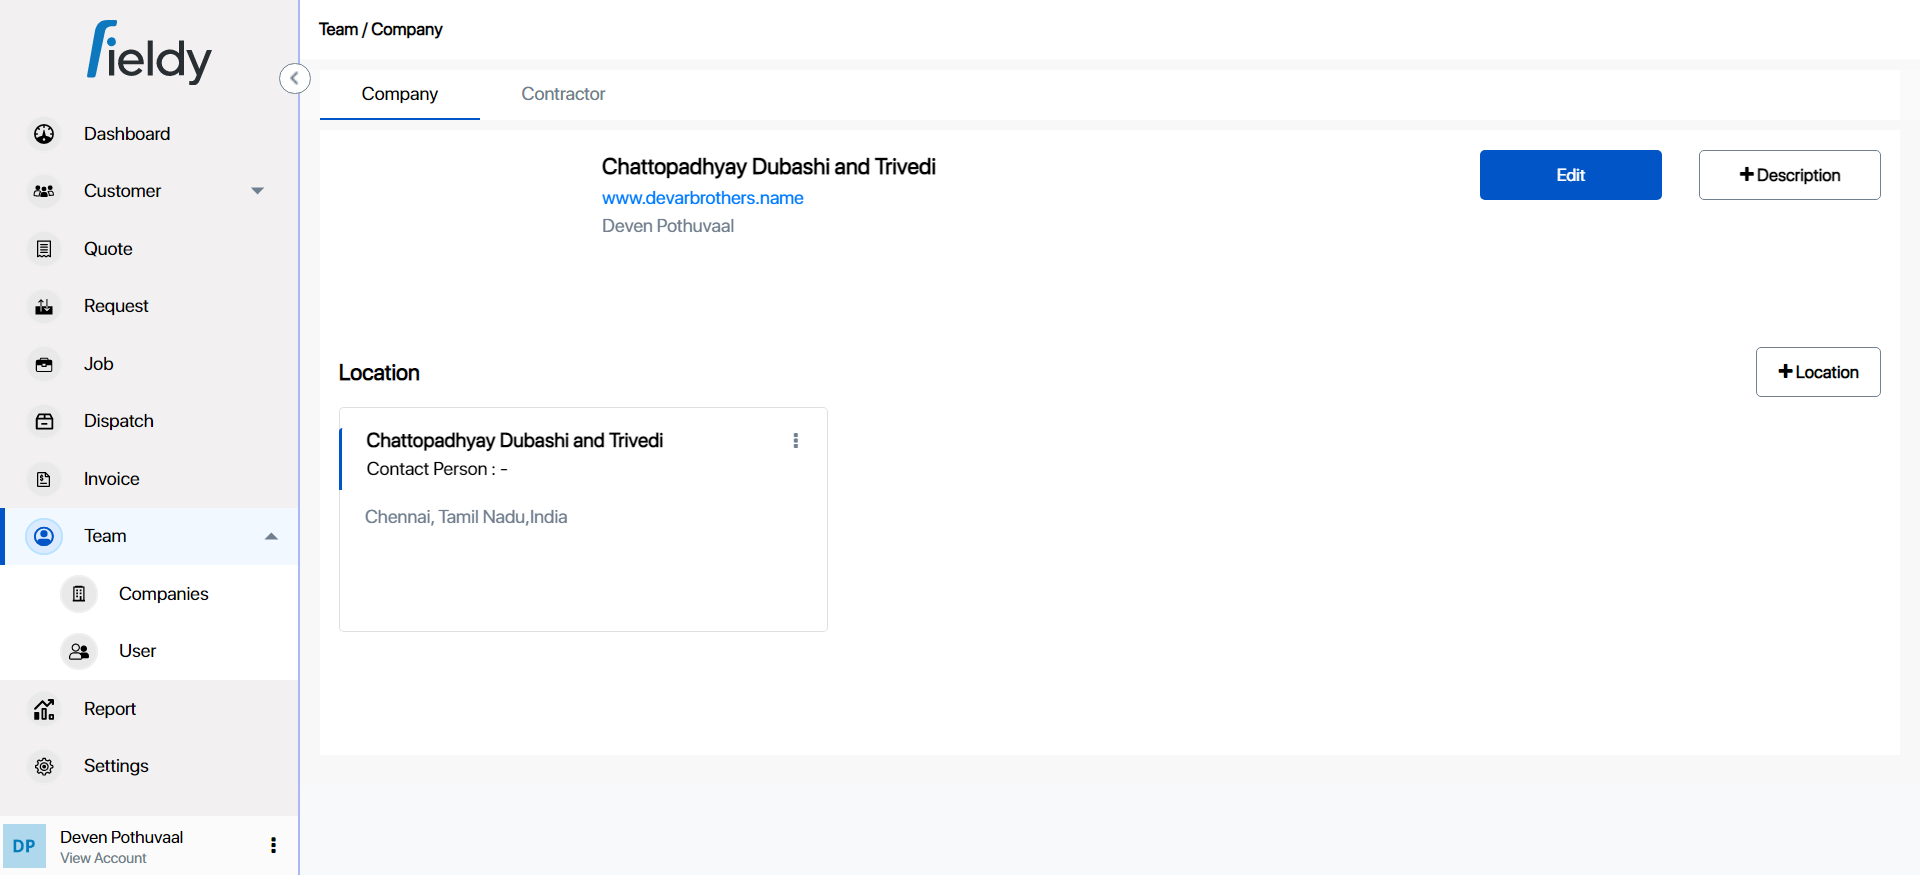 fieldy
Team / Company
Company
Contractor
Dashboard
Customer
Quote
Request
Job
Dispatch
Invoice
Team
Companies
User
Report
Settings
DP
Deven Pothuvaal
View Account
Chattopadhyay Dubashi and Trivedi
www.devarbrothers.name
Deven Pothuvaal
Edit
+Description
Location
+Location
Chattopadhyay Dubashi and Trivedi
Contact Person : -
Chennai, Tamil Nadu,India